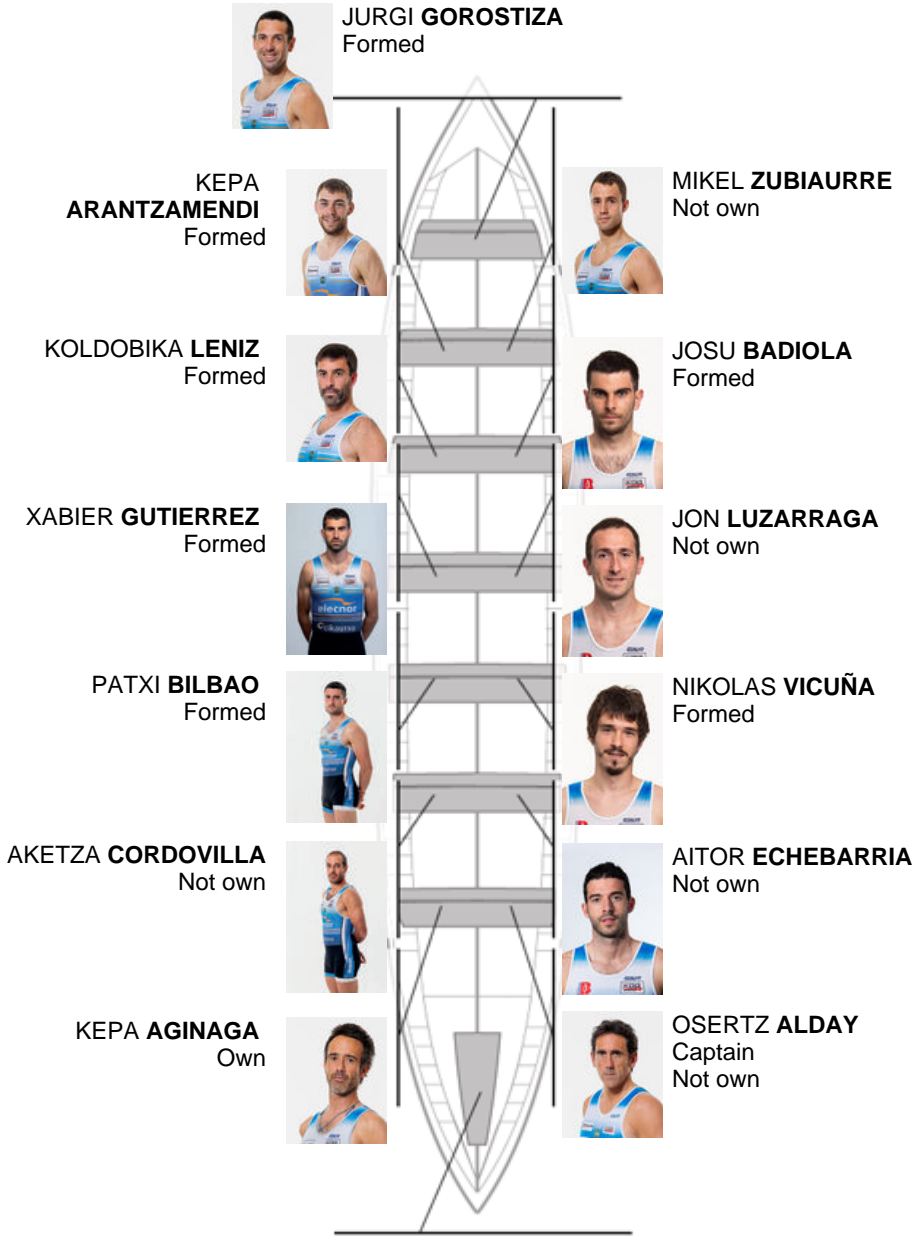 JURGI GOROSTIZA
Formed
KEPA
ARANTZAMENDI
Formed
MIKEL ZUBIAURRE
Not own
KOLDOBIKA LENIZ
Formed
JOSU BADIOLA
Formed
XABIER GUTIERREZ
Formed
elecnor
JON LUZARRAGA
Not own
PATXI BILBAO
Formed
NIKOLAS VICUÑA
Formed
AKETZA CORDOVILLA
Not own
AITOR ECHEBARRIA
Not own
KEPA AGINAGA
Own
OSERTZ ALDAY
Captain
Not own